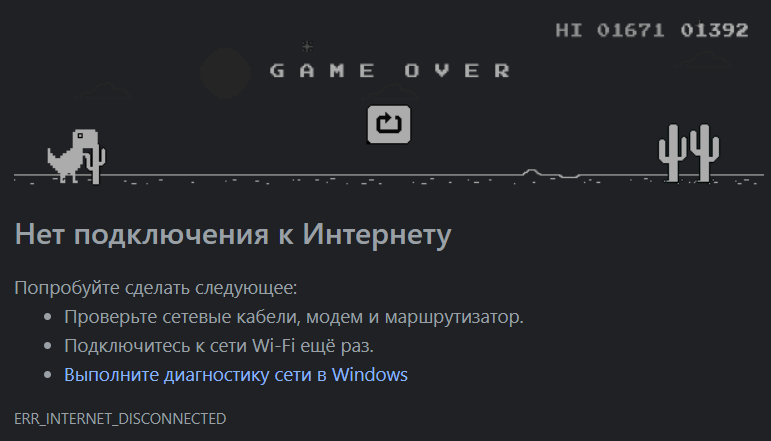 HI 01671 01392
GAME OVER
Нет подключения к Интернету
Попробуйте сделать следующее:
• Проверьте сетевые кабели, модем и маршрутизатор.
• Подключитесь к сети Wi-Fi ещё раз.
• Выполните диагностику сети в Windows
ERR_INTERNET_DISCONNECTED